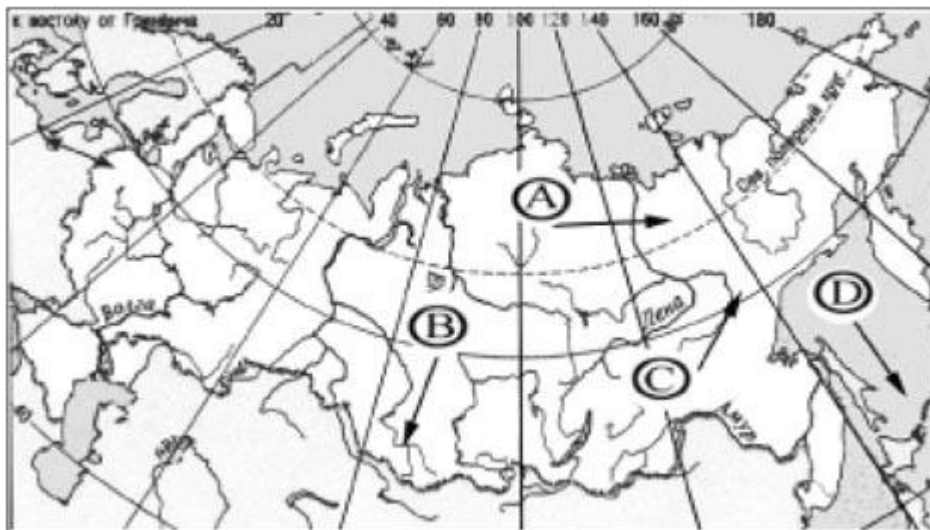 к востоку от Гринвича 20 40 60 80 100 120 140 160 180
Сев. Полярный круг
A
D
B
Волга
Лена
C
Амур